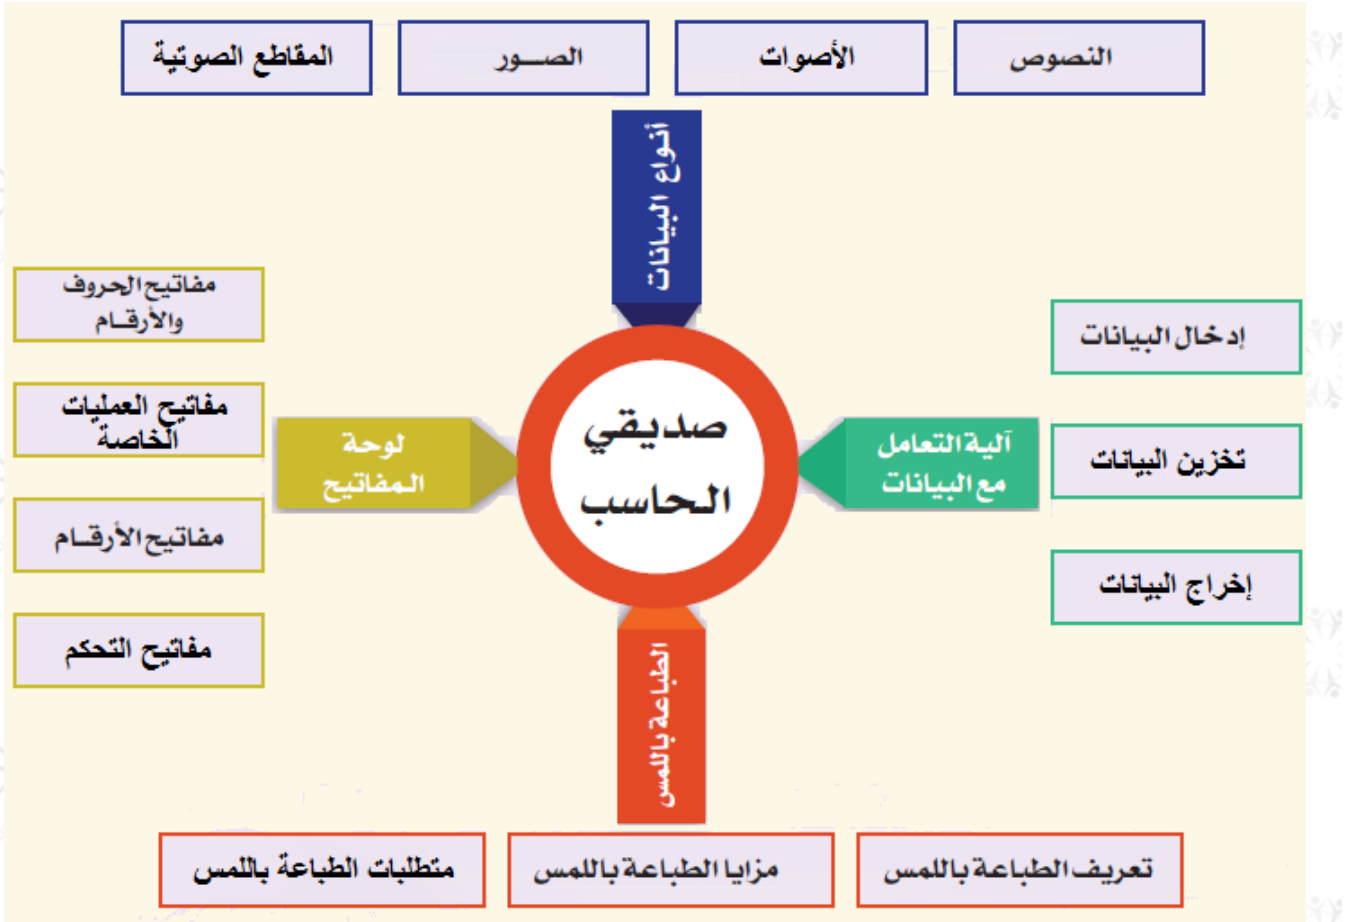 النصوص
الأصوات
الصــور
المقاطع الصوتية
أنواع البيانات
إدخال البيانات
تخزين البيانات
إخراج البيانات
آلية التعامل
مع البيانات
صديقي
الحاسب
لوحة
المفاتيح
مفاتيح الحروف
والأرقــام
مفاتيح العمليات
الخاصة
مفاتيح الأرقــام
مفاتيح التحكم
الطباعة باللمس
تعريف الطباعة باللمس
مزايا الطباعة باللمس
متطلبات الطباعة باللمس